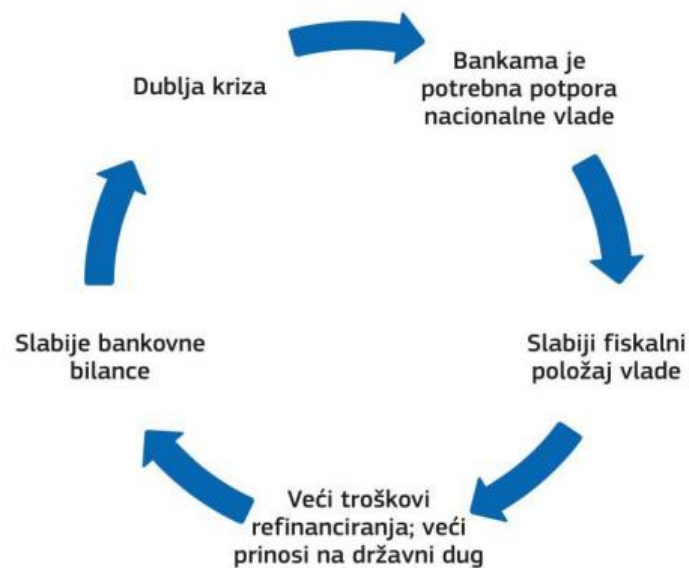 Dublja kriza
Bankama je
potrebna potpora
nacionalne vlade
Slabiji fiskalni
položaj vlade
Veći troškovi
refinanciranja; veći
prinosi na državni dug
Slabije bankovne
bilance